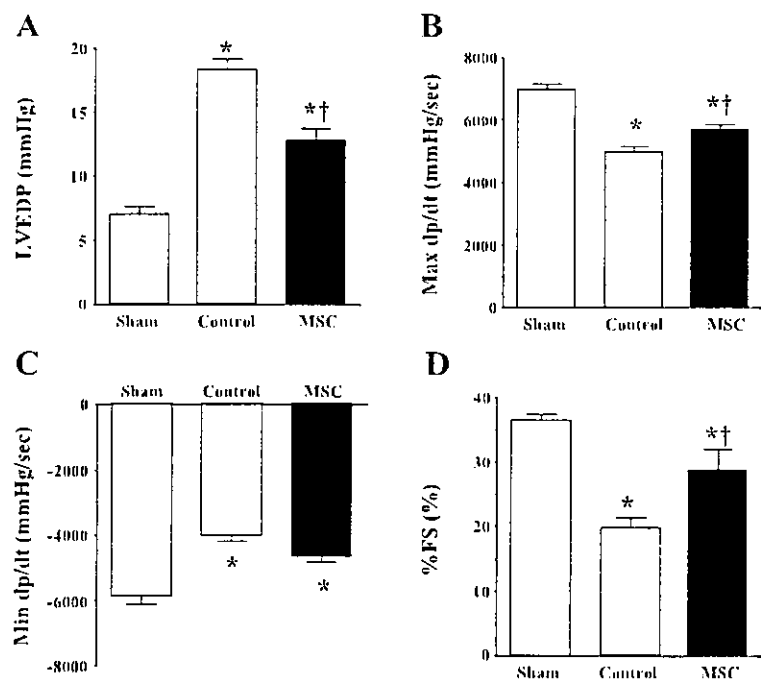 A
LVEDP (mmHg)
20
15
10
5
0
*
*†
Sham Control MSC
B
Max dp/dt (mmHg/sec)
8000
6000
4000
2000
0
*
*†
Sham Control MSC
C
Min dp/dt (mmHg/sec)
Sham Control MSC
-0
-2000
-4000
-6000
-8000
*
*
D
%FS (%)
40
30
20
10
0
*
*†
Sham Control MSC